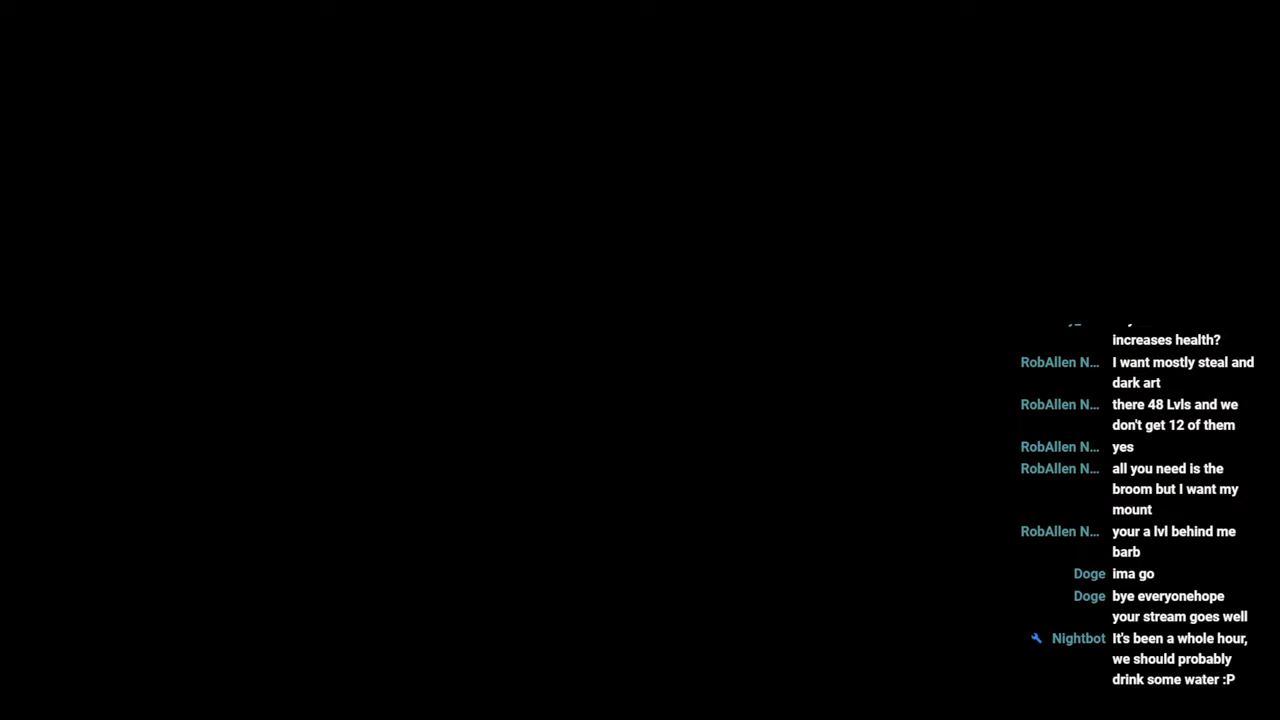 increases health?
RobAllen N... I want mostly steal and
dark art
RobAllen N... there 48 Lvls and we
don't get 12 of them
RobAllen N... yes
RobAllen N... all you need is the
broom but I want my
mount
RobAllen N... your a lvl behind me
barb
Doge ima go
Doge bye everyonehope
your stream goes well
Nightbot It's been a whole hour,
we should probably
drink some water :P